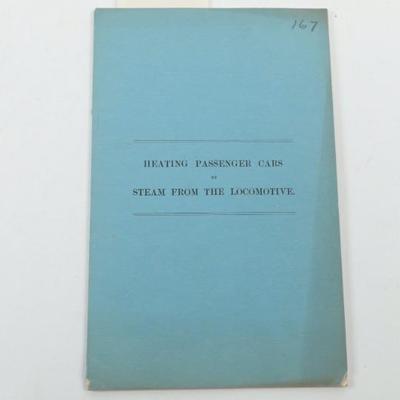 167
HEATING PASSENGER CARS
BY
STEAM FROM THE LOCOMOTIVE.